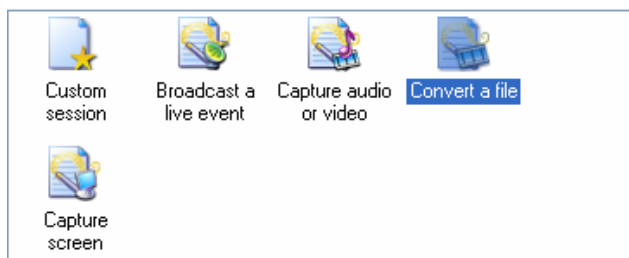 Custom session
Broadcast a live event
Capture audio or video
Convert a file
Capture screen